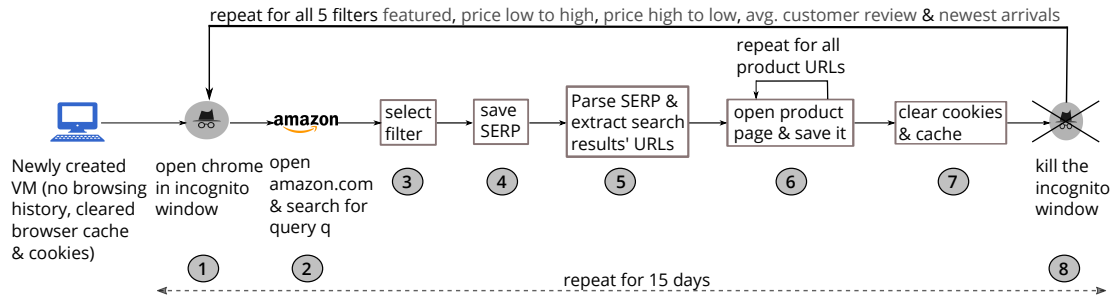 repeat for all 5 filters featured, price low to high, price high to low, avg. customer review & newest arrivals
repeat for all
product URLs
amazon
select
filter
save
SERP
Parse SERP &
extract search
results' URLs
open product
page & save it
clear cookies
& cache
Newly created
VM (no browsing
history, cleared
browser cache
& cookies)
open chrome
in incognito
window
open
amazon.com
& search for
query q
kill the
incognito
window
3
4
5
6
7
1
2
8
repeat for 15 days